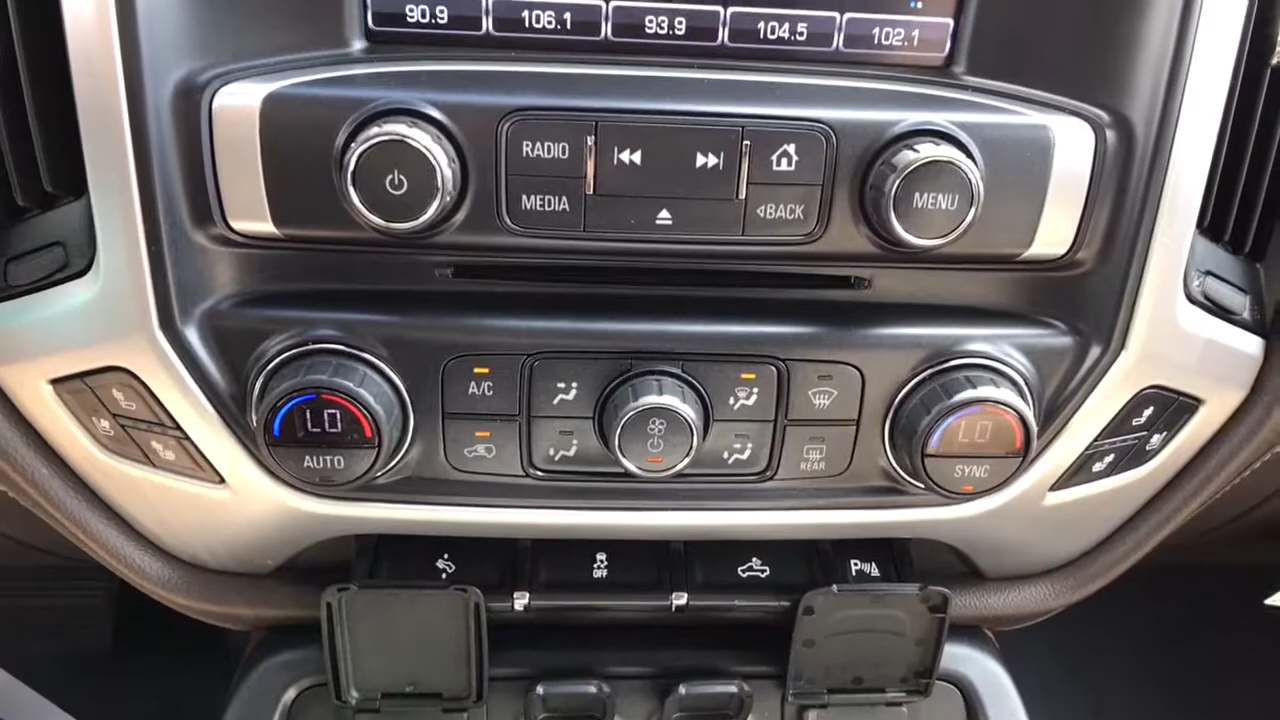 90.9 106.1 93.9 104.5 102.1
RADIO
MEDIA
BACK
MENU
A/C
LO
AUTO
REAR
LO
SYNC
OFF
P